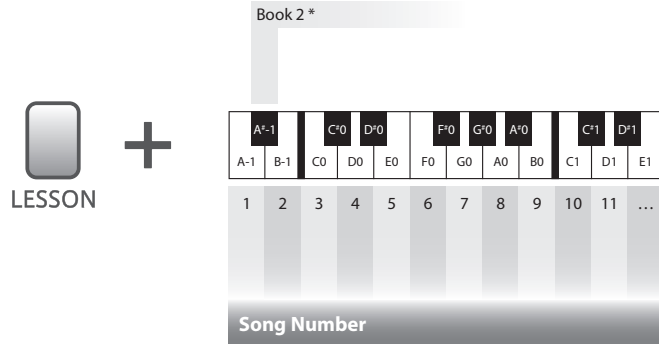 Book 2 *
A#-1 C#0 D#0 F#0 G#0 A#0 C#1 D#1
A-1 B-1 C0 D0 E0 F0 G0 A0 B0 C1 D1 E1
LESSON
1 2 3 4 5 6 7 8 9 10 11 ...
Song Number